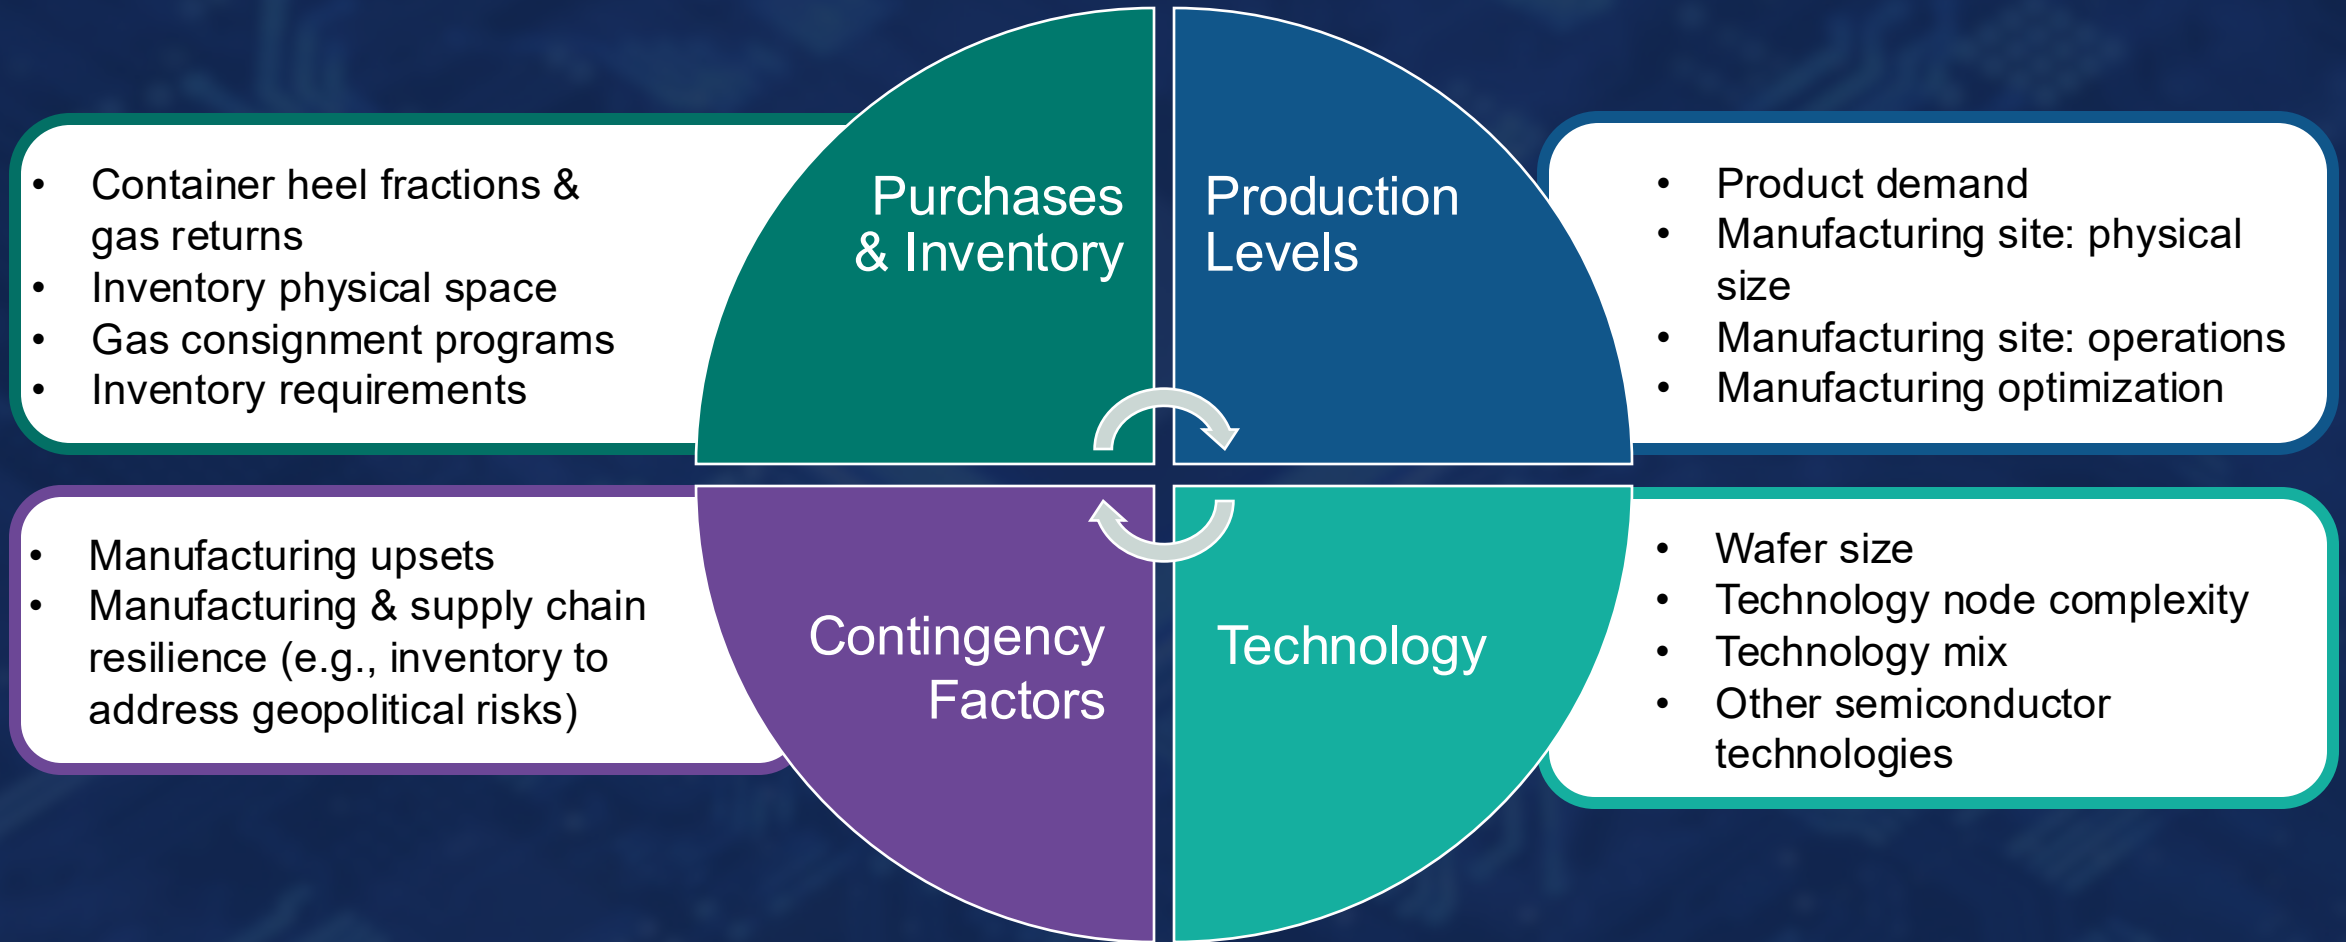 • Container heel fractions &
gas returns
• Inventory physical space
• Gas consignment programs
• Inventory requirements
Purchases
& Inventory
Production
Levels
• Product demand
• Manufacturing site: physical
size
• Manufacturing site: operations
• Manufacturing optimization
• Manufacturing upsets
• Manufacturing & supply chain
resilience (e.g., inventory to
address geopolitical risks)
Contingency
Factors
Technology
• Wafer size
• Technology node complexity
• Technology mix
• Other semiconductor
technologies